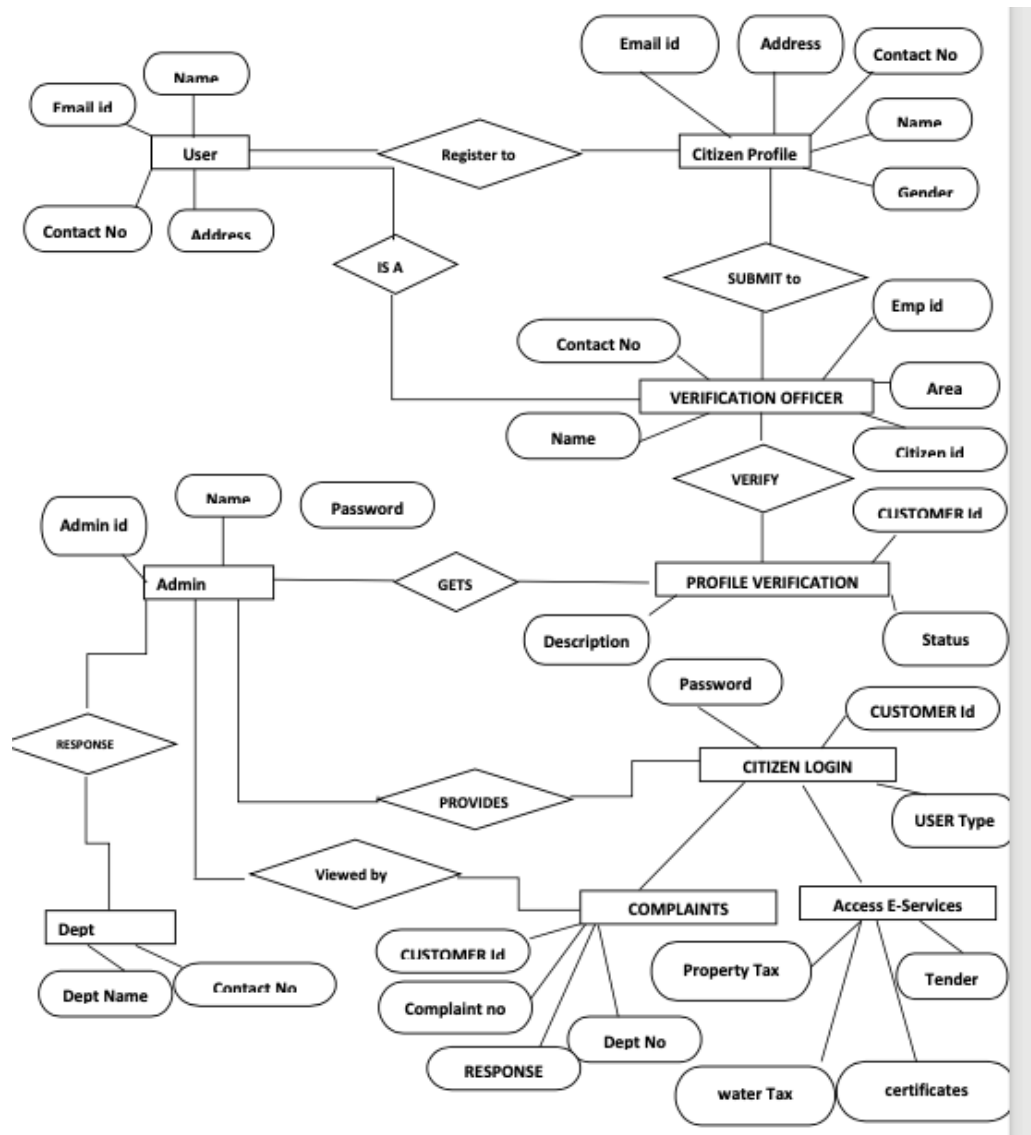 Email id
Address
Contact No
Name
Email id
Name
User
Register to
Citizen Profile
Gender
Contact No
Address
IS A
SUBMIT to
Emp id
Contact No
Area
VERIFICATION OFFICER
Name
Citizen id
VERIFY
Name
Password
Admin id
CUSTOMER Id
Admin
GETS
PROFILE VERIFICATION
Description
Status
Password
CUSTOMER Id
RESPONSE
CITIZEN LOGIN
PROVIDES
USER Type
Viewed by
COMPLAINTS
Access E-Services
Dept
CUSTOMER Id
Property Tax
Tender
Dept Name
Contact No
Complaint no
Dept No
RESPONSE
water Tax
certificates